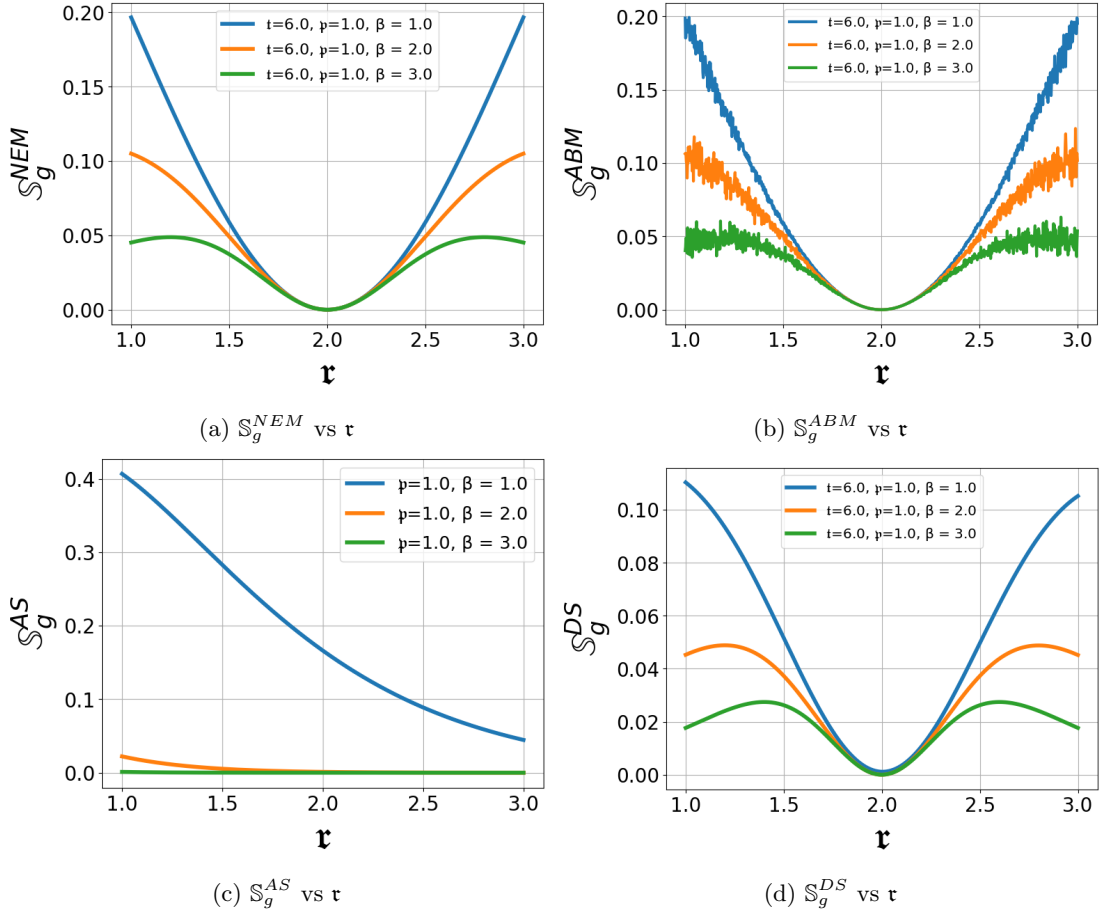 0.20
0.15
0.10
0.05
0.00
𝕊_g^{NEM}
𝔱=6.0, 𝔭=1.0, β = 1.0
𝔱=6.0, 𝔭=1.0, β = 2.0
𝔱=6.0, 𝔭=1.0, β = 3.0
1.0 1.5 2.0 2.5 3.0
𝖗
(a) 𝕊_g^{NEM} vs 𝔯
0.20
0.15
0.10
0.05
0.00
𝕊_g^{ABM}
𝔱=6.0, 𝔭=1.0, β = 1.0
𝔱=6.0, 𝔭=1.0, β = 2.0
𝔱=6.0, 𝔭=1.0, β = 3.0
1.0 1.5 2.0 2.5 3.0
𝖗
(b) 𝕊_g^{ABM} vs 𝔯
0.4
0.3
0.2
0.1
0.0
𝕊_g^{AS}
𝔭=1.0, β = 1.0
𝔭=1.0, β = 2.0
𝔭=1.0, β = 3.0
1.0 1.5 2.0 2.5 3.0
𝖗
(c) 𝕊_g^{AS} vs 𝔯
0.10
0.08
0.06
0.04
0.02
0.00
𝕊_g^{DS}
𝔱=6.0, 𝔭=1.0, β = 1.0
𝔱=6.0, 𝔭=1.0, β = 2.0
𝔱=6.0, 𝔭=1.0, β = 3.0
1.0 1.5 2.0 2.5 3.0
𝖗
(d) 𝕊_g^{DS} vs 𝔯